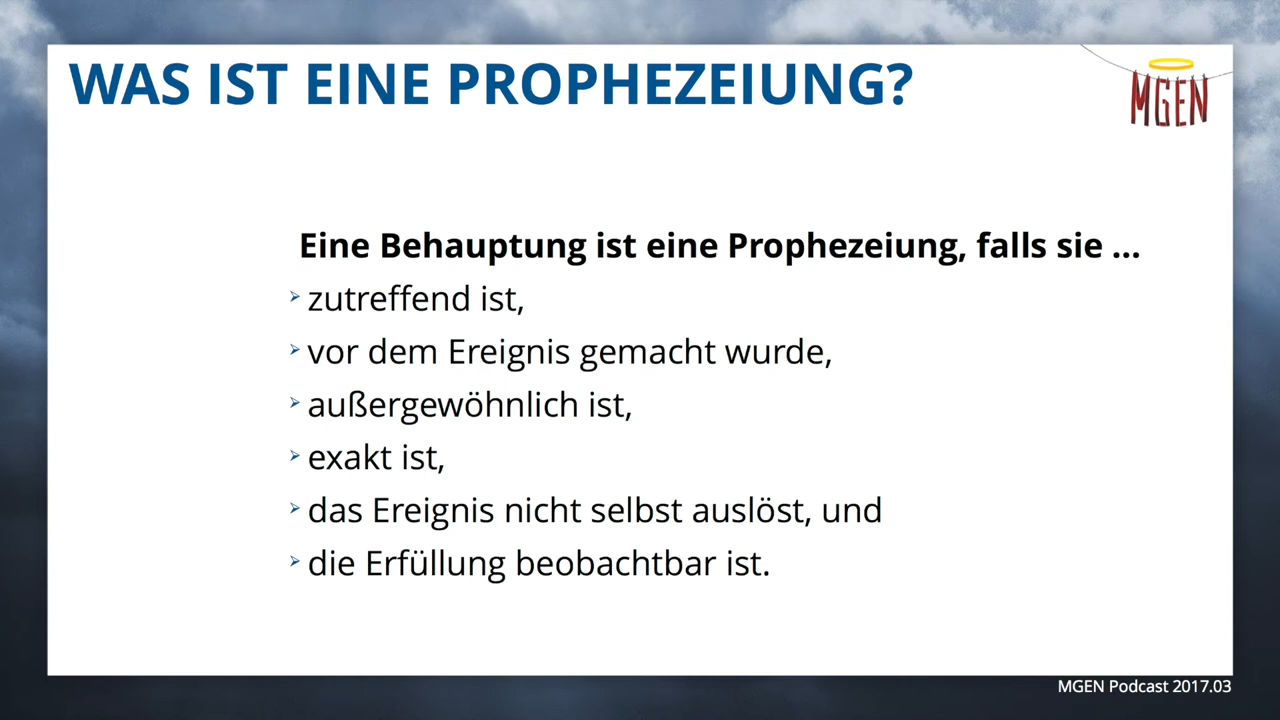 WAS IST EINE PROPHEZEIUNG?
MGEN
Eine Behauptung ist eine Prophezeiung, falls sie ...
zutreffend ist,
vor dem Ereignis gemacht wurde,
außergewöhnlich ist,
exakt ist,
das Ereignis nicht selbst auslöst, und
die Erfüllung beobachtbar ist.
MGEN Podcast 2017.03